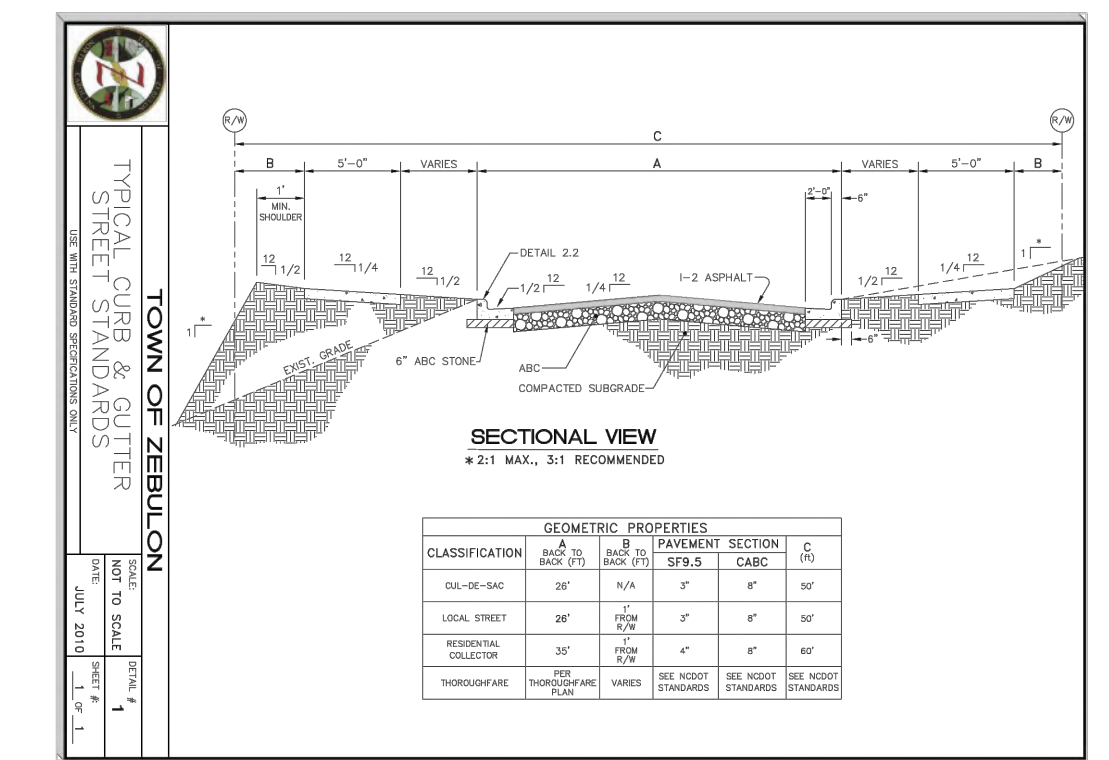 TOWN OF ZEBULON
TYPICAL CURB & GUTTER
STREET STANDARDS
USE WITH STANDARD SPECIFICATIONS ONLY
SCALE:
NOT TO SCALE
DATE:
JULY 2010
DETAIL #
1
SHEET #:
1 OF 1
R/W
R/W
C
B 5'-0" VARIES A VARIES 5'-0" B
1'
MIN.
SHOULDER
2'-0"
6"
12
1/2
12
1/4
12
1/2
DETAIL 2.2
12
1/2
12
1/4
I-2 ASPHALT
12
1/2
12
1/4
*
1
*
1
EXIST. GRADE
6" ABC STONE
ABC
COMPACTED SUBGRADE
6"
SECTIONAL VIEW
* 2:1 MAX., 3:1 RECOMMENDED
GEOMETRIC PROPERTIES
CLASSIFICATION
A
BACK TO
BACK (FT)
B
BACK TO
BACK (FT)
PAVEMENT SECTION
SF9.5 CABC
C
(ft)
CUL-DE-SAC 26' N/A 3" 8" 50'
LOCAL STREET 26'
1'
FROM
R/W
3" 8" 50'
RESIDENTIAL
COLLECTOR
35'
1'
FROM
R/W
4" 8" 60'
THOROUGHFARE
PER
THOROUGHFARE
PLAN
VARIES
SEE NCDOT
STANDARDS
SEE NCDOT
STANDARDS
SEE NCDOT
STANDARDS